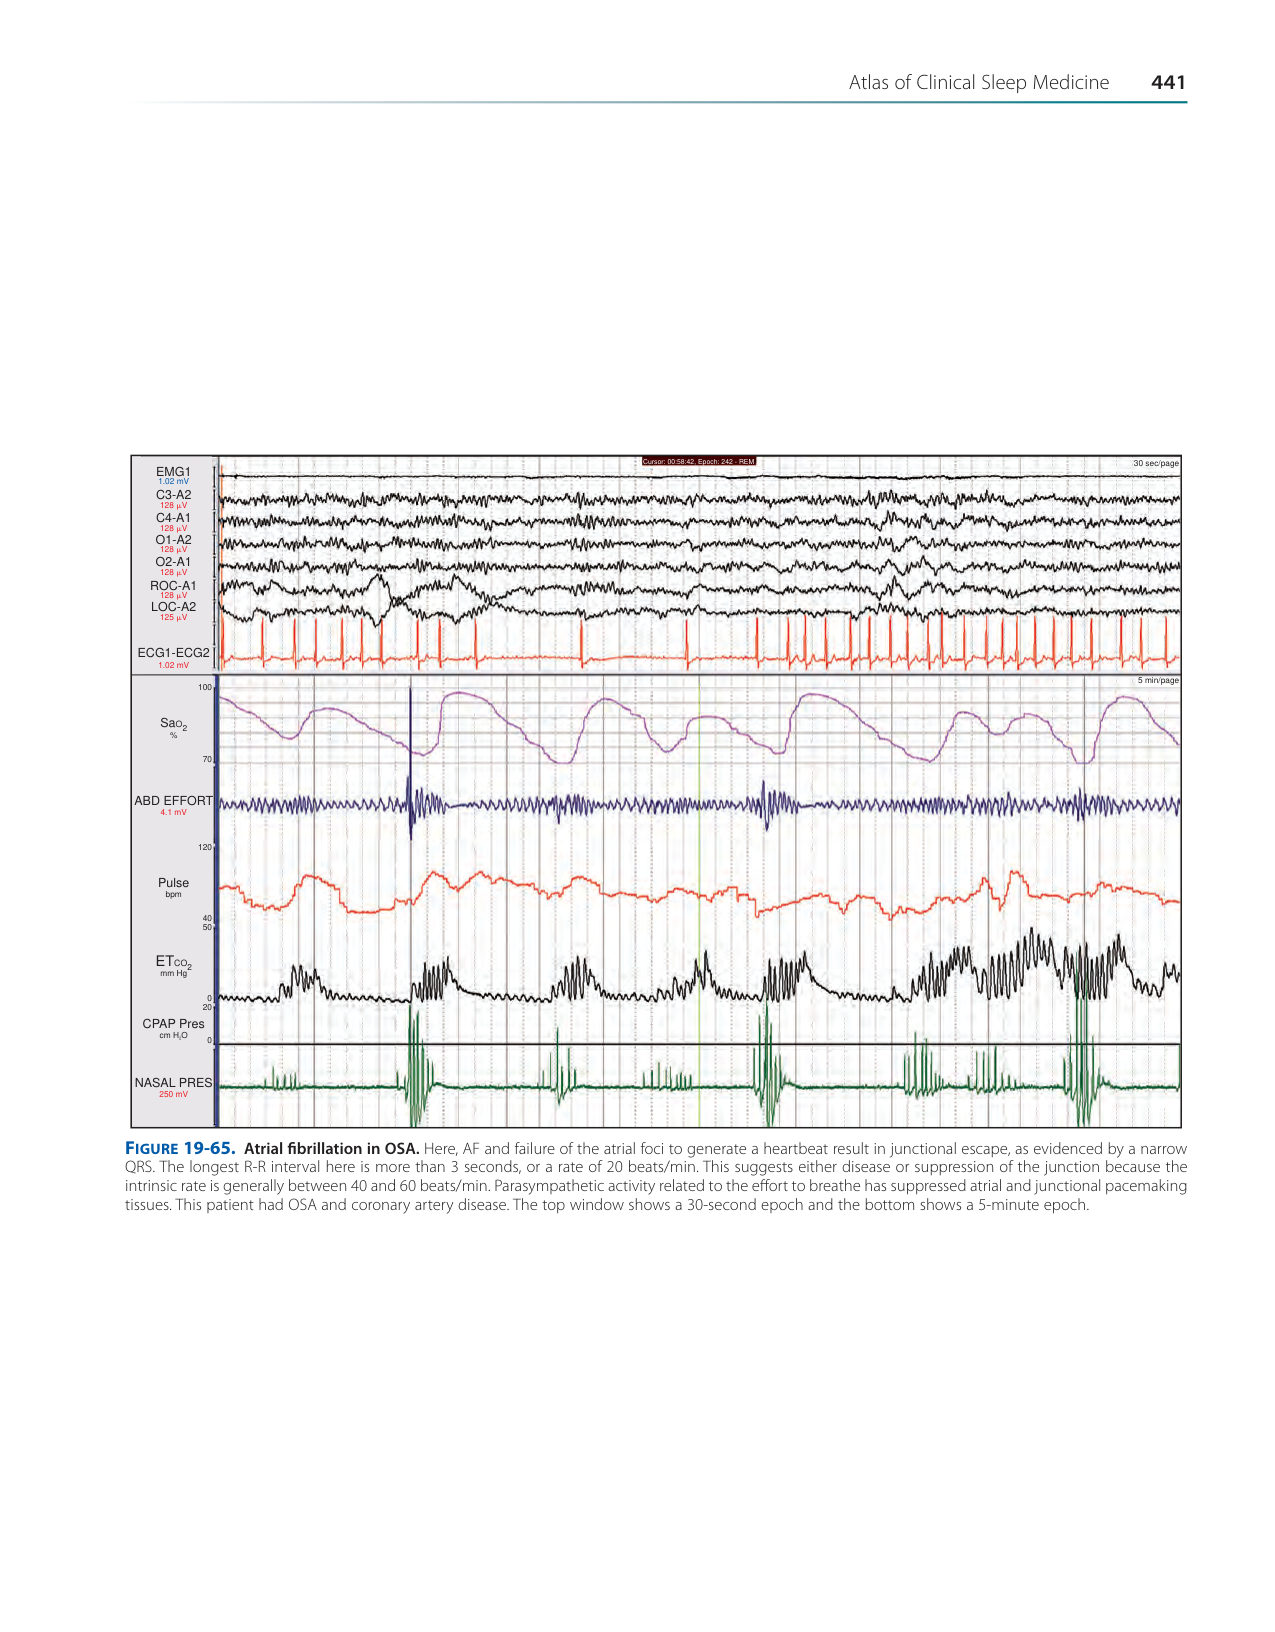 Atlas of Clinical Sleep Medicine 441
Cursor: 00:58:42, Epoch: 242 - REM
30 sec/page
EMG1
1.02 mV
C3-A2
128 µV
C4-A1
128 µV
O1-A2
128 µV
O2-A1
128 µV
ROC-A1
128 µV
LOC-A2
125 µV
ECG1-ECG2
1.02 mV
5 min/page
100
SaO2
%
70
ABD EFFORT
4.1 mV
120
Pulse
bpm
40
50
ETCO2
mm Hg
0
20
CPAP Pres
cm H2O
0
NASAL PRES
250 mV
FIGURE 19-65. Atrial fibrillation in OSA. Here, AF and failure of the atrial foci to generate a heartbeat result in junctional escape, as evidenced by a narrow
QRS. The longest R-R interval here is more than 3 seconds, or a rate of 20 beats/min. This suggests either disease or suppression of the junction because the
intrinsic rate is generally between 40 and 60 beats/min. Parasympathetic activity related to the effort to breathe has suppressed atrial and junctional pacemaking
tissues. This patient had OSA and coronary artery disease. The top window shows a 30-second epoch and the bottom shows a 5-minute epoch.